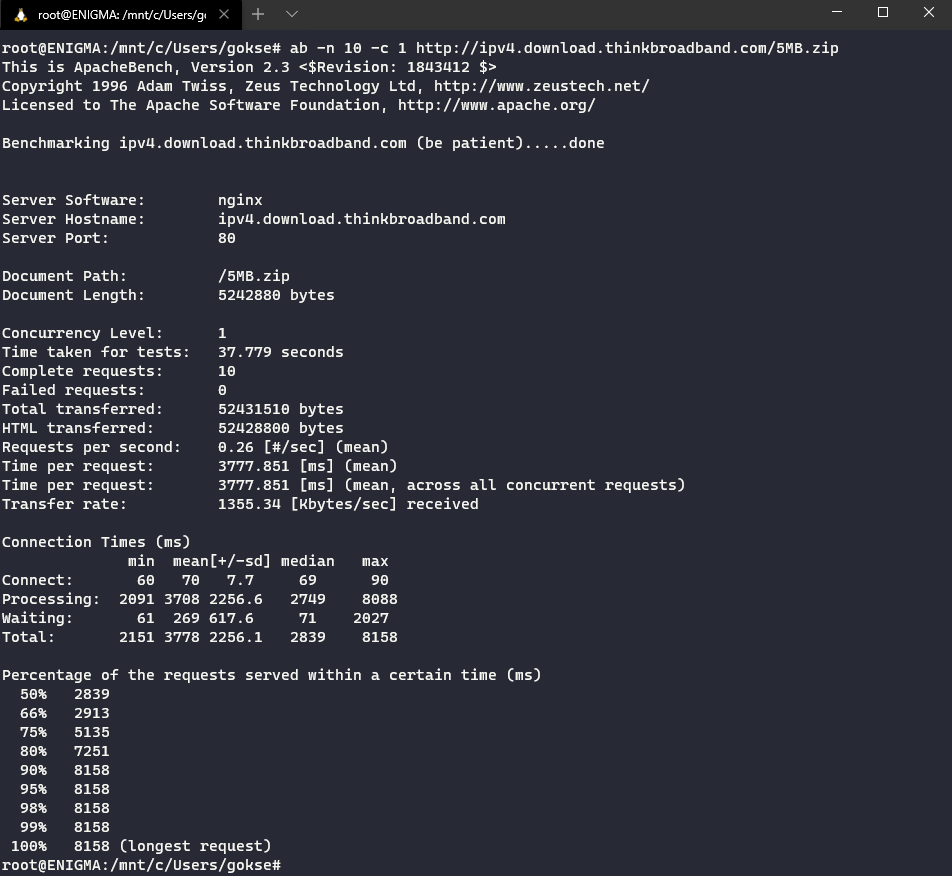 root@ENIGMA: /mnt/c/Users/go
root@ENIGMA:/mnt/c/Users/gokse# ab -n 10 -c 1 http://ipv4.download.thinkbroadband.com/5MB.zip
This is ApacheBench, Version 2.3 <$Revision: 1843412 $>
Copyright 1996 Adam Twiss, Zeus Technology Ltd, http://www.zeustech.net/
Licensed to The Apache Software Foundation, http://www.apache.org/
Benchmarking ipv4.download.thinkbroadband.com (be patient).....done
Server Software:        nginx
Server Hostname:        ipv4.download.thinkbroadband.com
Server Port:            80
Document Path:          /5MB.zip
Document Length:        5242880 bytes
Concurrency Level:      1
Time taken for tests:   37.779 seconds
Complete requests:      10
Failed requests:        0
Total transferred:      52431510 bytes
HTML transferred:       52428800 bytes
Requests per second:    0.26 [#/sec] (mean)
Time per request:       3777.851 [ms] (mean)
Time per request:       3777.851 [ms] (mean, across all concurrent requests)
Transfer rate:          1355.34 [Kbytes/sec] received
Connection Times (ms)
              min  mean[+/-sd] median   max
Connect:       60   70   7.7     69      90
Processing:  2091 3708 2256.6   2749    8088
Waiting:       61  269 617.6     71    2027
Total:       2151 3778 2256.1   2839    8158
Percentage of the requests served within a certain time (ms)
  50%   2839
  66%   2913
  75%   5135
  80%   7251
  90%   8158
  95%   8158
  98%   8158
  99%   8158
 100%   8158 (longest request)
root@ENIGMA:/mnt/c/Users/gokse#